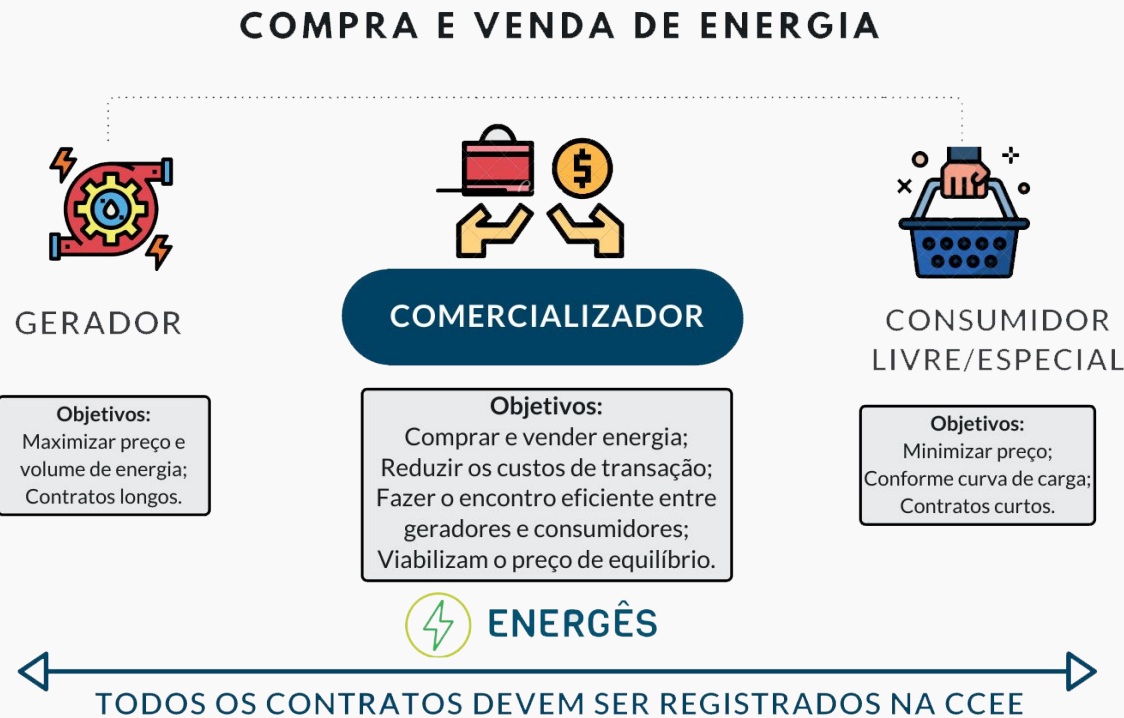 COMPRA E VENDA DE ENERGIA
GERADOR
Objetivos:
Maximizar preço e
volume de energia;
Contratos longos.
$
COMERCIALIZADOR
Objetivos:
Comprar e vender energia;
Reduzir os custos de transação;
Fazer o encontro eficiente entre
geradores e consumidores;
Viabilizam o preço de equilíbrio.
CONSUMIDOR
LIVRE/ESPECIAL
Objetivos:
Minimizar preço;
Conforme curva de carga;
Contratos curtos.
ENERGÊS
TODOS OS CONTRATOS DEVEM SER REGISTRADOS NA CCEE